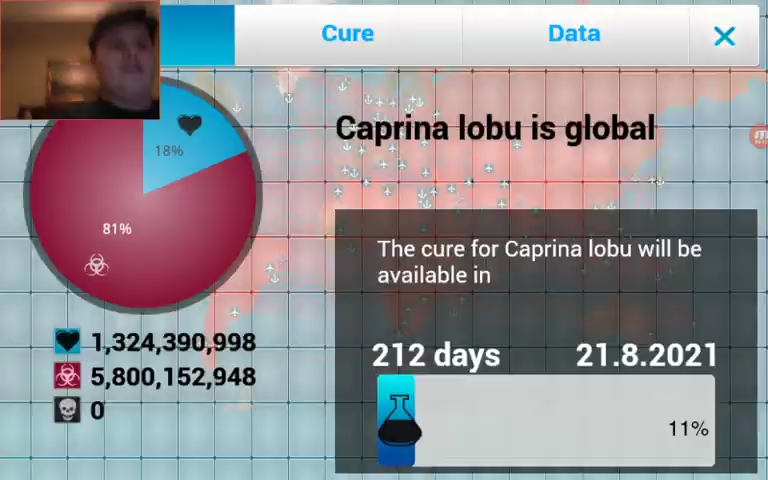 Cure
Data
Caprina lobu is global
18%
81%
The cure for Caprina lobu will be
available in
1,324,390,998
212 days
21.8.2021
5,800,152,948
0
11%